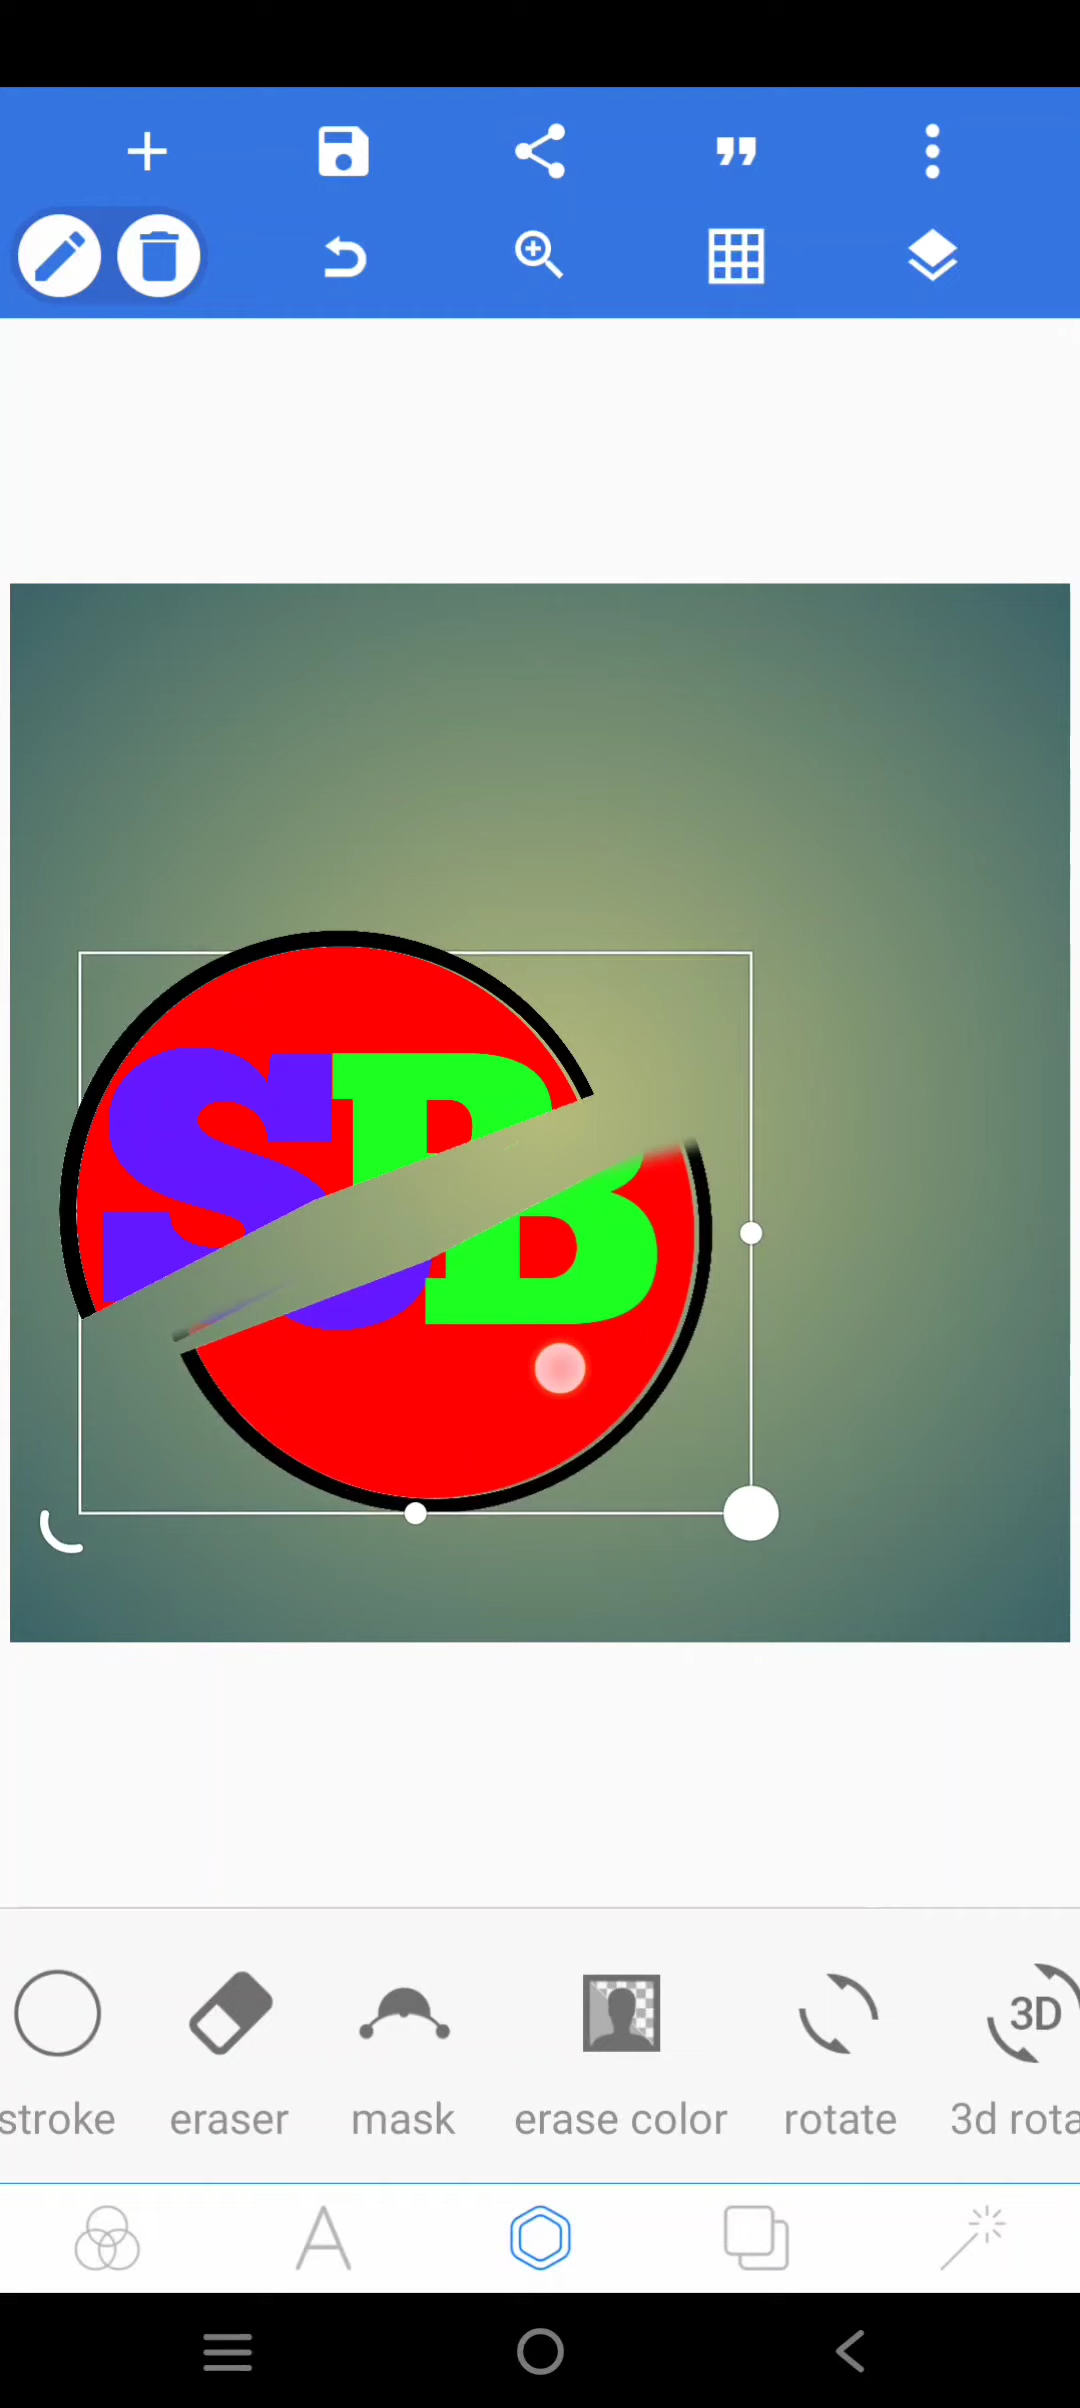 SB
stroke
eraser
mask
erase color
rotate
3d rota
3D